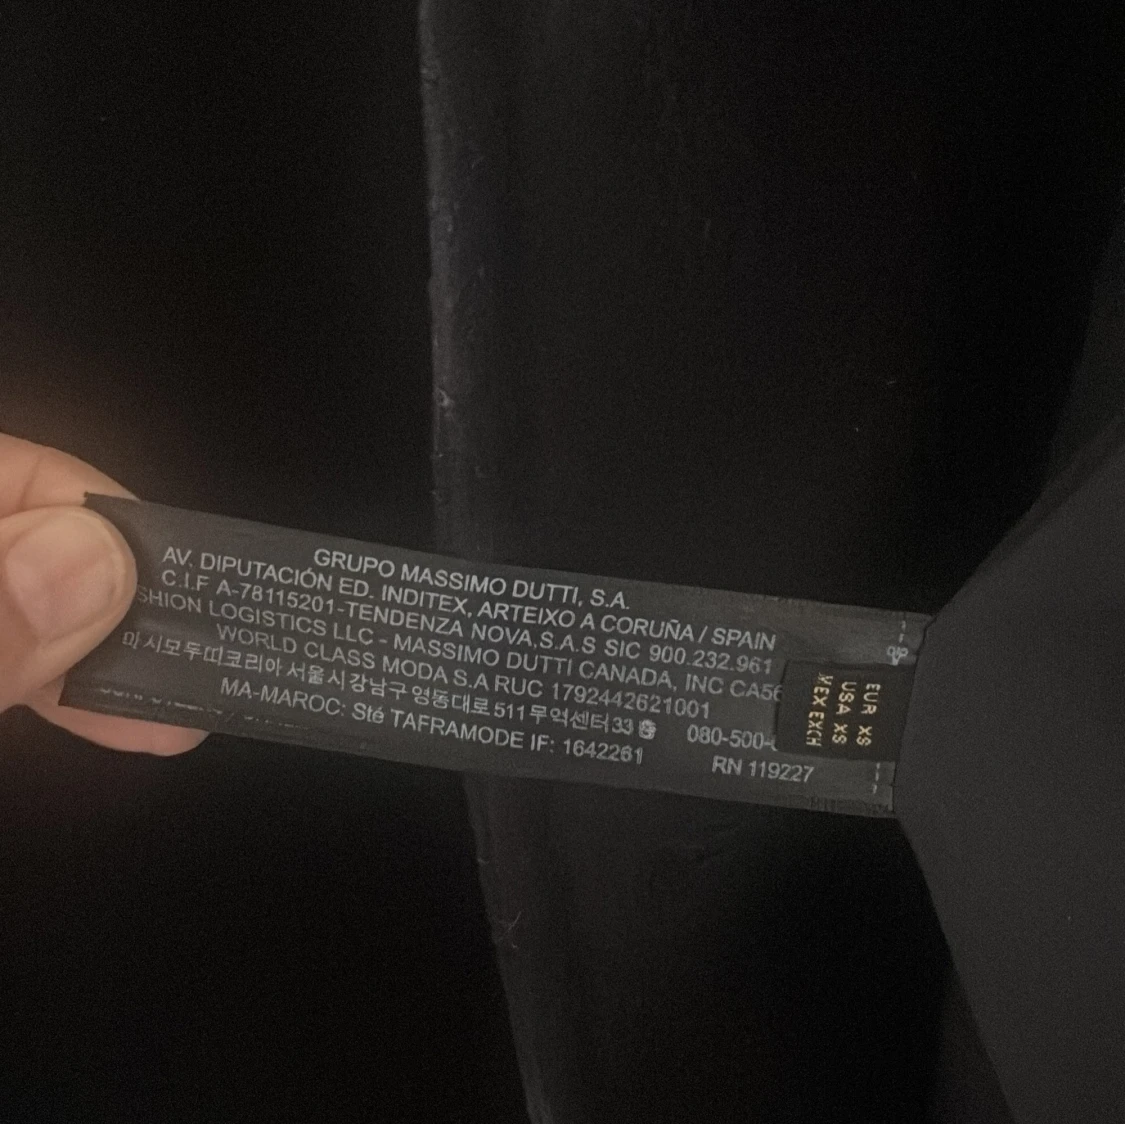 GRUPO MASSIMO DUTTI, S.A.
AV. DIPUTACIÓN ED. INDITEX, ARTEIXO A CORUÑA / SPAIN
C.I.F A-78115201-TENDENZA NOVA,S.A.S SIC 900.232.961
SHION LOGISTICS LLC - MASSIMO DUTTI CANADA, INC CA56
WORLD CLASS MODA S.A RUC 1792442621001
마시모두띠코리아 서울시강남구영동대로511무역센터33층 080-500-
MA-MAROC: Sté TAFRAMODE IF: 1642261 RN 119227
EUR XS
USA XS
MEX EXCH